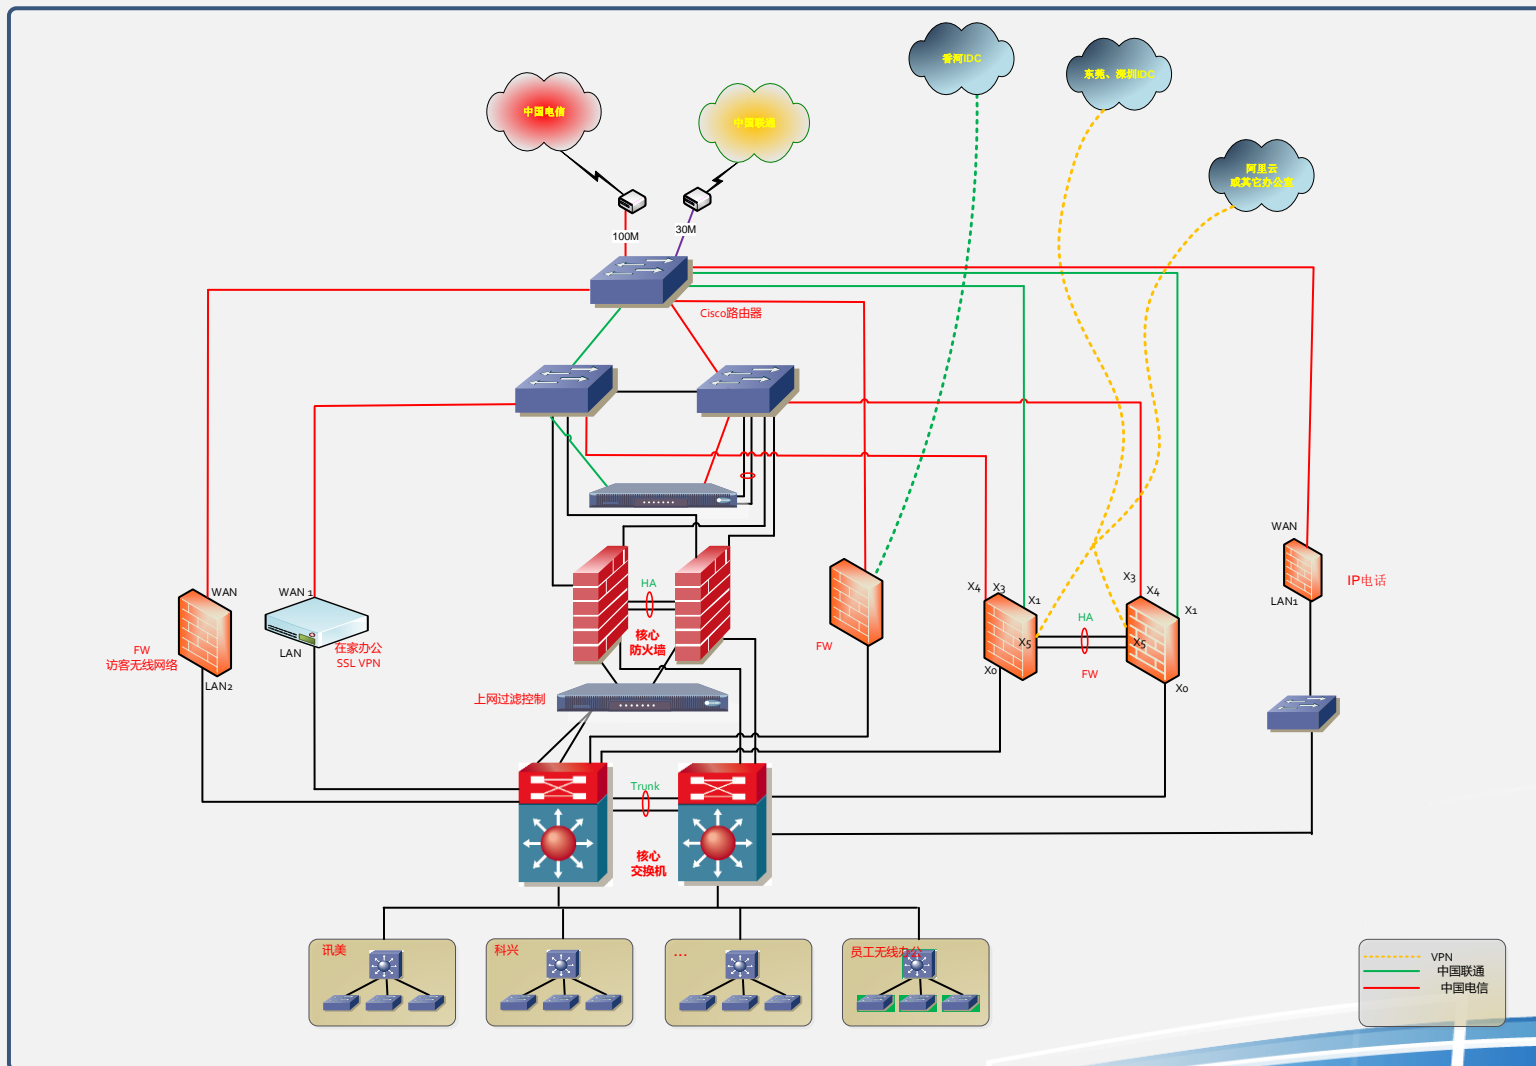 香河IDC
东莞、深圳IDC
中国电信
中国联通
阿里云
或其它办公室
100M
30M
Cisco路由器
WAN
IP电话
LAN1
HA
核心
防火墙
WAN
WAN 1
FW
访客无线网络
LAN
在家办公
SSL VPN
LAN2
FW
X4
X3
X1
X5
X0
HA
FW
X3
X4
X1
X5
X0
上网过滤控制
Trunk
核心
交换机
讯美
科兴
...
员工无线办公
VPN
中国联通
中国电信